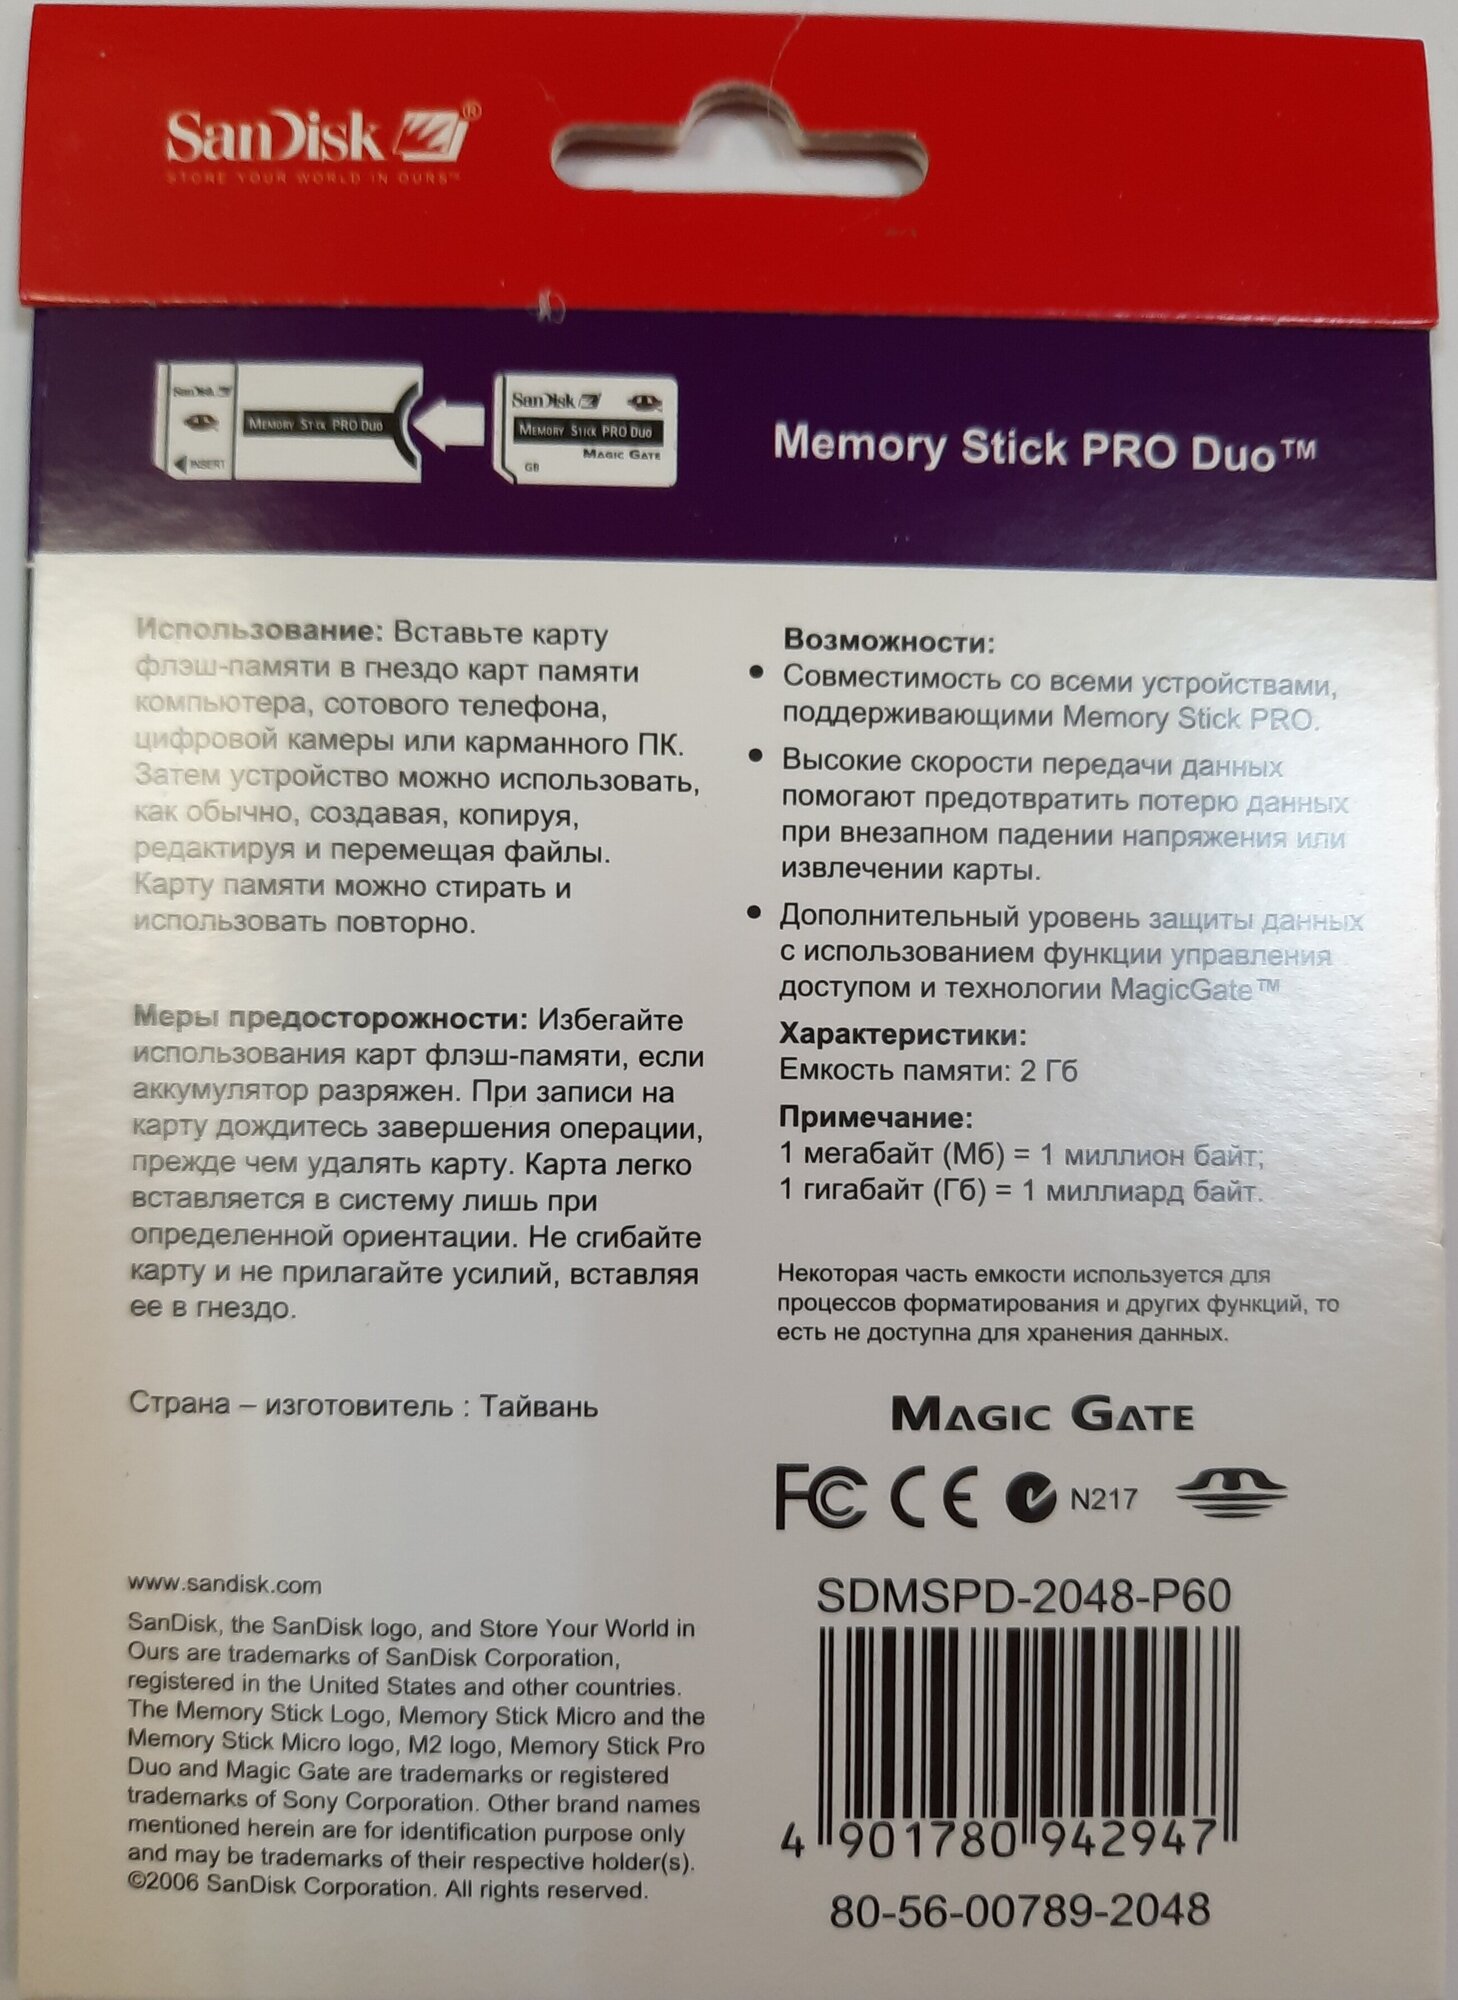 SanDisk®
STORE YOUR WORLD IN OURS™
SanDisk
MEMORY STICK PRO DUO
INSERT
SanDisk
MEMORY STICK PRO DUO
MAGIC GATE
GB
Memory Stick PRO Duo™
Использование: Вставьте карту
флэш-памяти в гнездо карт памяти
компьютера, сотового телефона,
цифровой камеры или карманного ПК.
Затем устройство можно использовать,
как обычно, создавая, копируя,
редактируя и перемещая файлы.
Карту памяти можно стирать и
использовать повторно.
Меры предосторожности: Избегайте
использования карт флэш-памяти, если
аккумулятор разряжен. При записи на
карту дождитесь завершения операции,
прежде чем удалять карту. Карта легко
вставляется в систему лишь при
определенной ориентации. Не сгибайте
карту и не прилагайте усилий, вставляя
ее в гнездо.
Страна – изготовитель : Тайвань
www.sandisk.com
SanDisk, the SanDisk logo, and Store Your World in
Ours are trademarks of SanDisk Corporation,
registered in the United States and other countries.
The Memory Stick Logo, Memory Stick Micro and the
Memory Stick Micro logo, M2 logo, Memory Stick Pro
Duo and Magic Gate are trademarks or registered
trademarks of Sony Corporation. Other brand names
mentioned herein are for identification purpose only
and may be trademarks of their respective holder(s).
©2006 SanDisk Corporation. All rights reserved.
Возможности:
• Совместимость со всеми устройствами,
поддерживающими Memory Stick PRO.
• Высокие скорости передачи данных
помогают предотвратить потерю данных
при внезапном падении напряжения или
извлечении карты.
• Дополнительный уровень защиты данных
с использованием функции управления
доступом и технологии MagicGate™
Характеристики:
Емкость памяти: 2 Гб
Примечание:
1 мегабайт (Мб) = 1 миллион байт;
1 гигабайт (Гб) = 1 миллиард байт.
Некоторая часть емкости используется для
процессов форматирования и других функций, то
есть не доступна для хранения данных.
MAGIC GATE
FC CE N217
SDMSPD-2048-P60
4 901780 942947
80-56-00789-2048